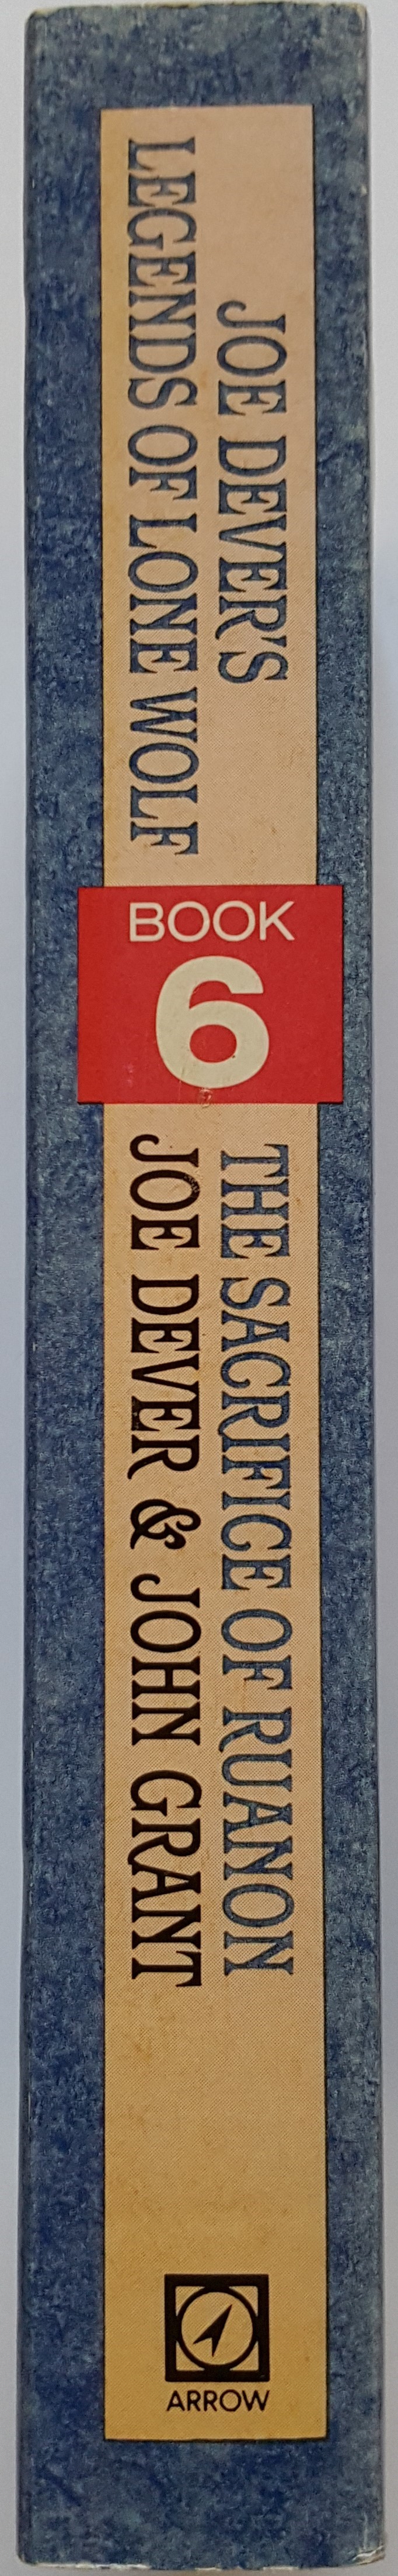 JOE DEVER'S
LEGENDS OF LONE WOLF
BOOK
6
THE SACRIFICE OF RUANON
JOE DEVER & JOHN GRANT
ARROW